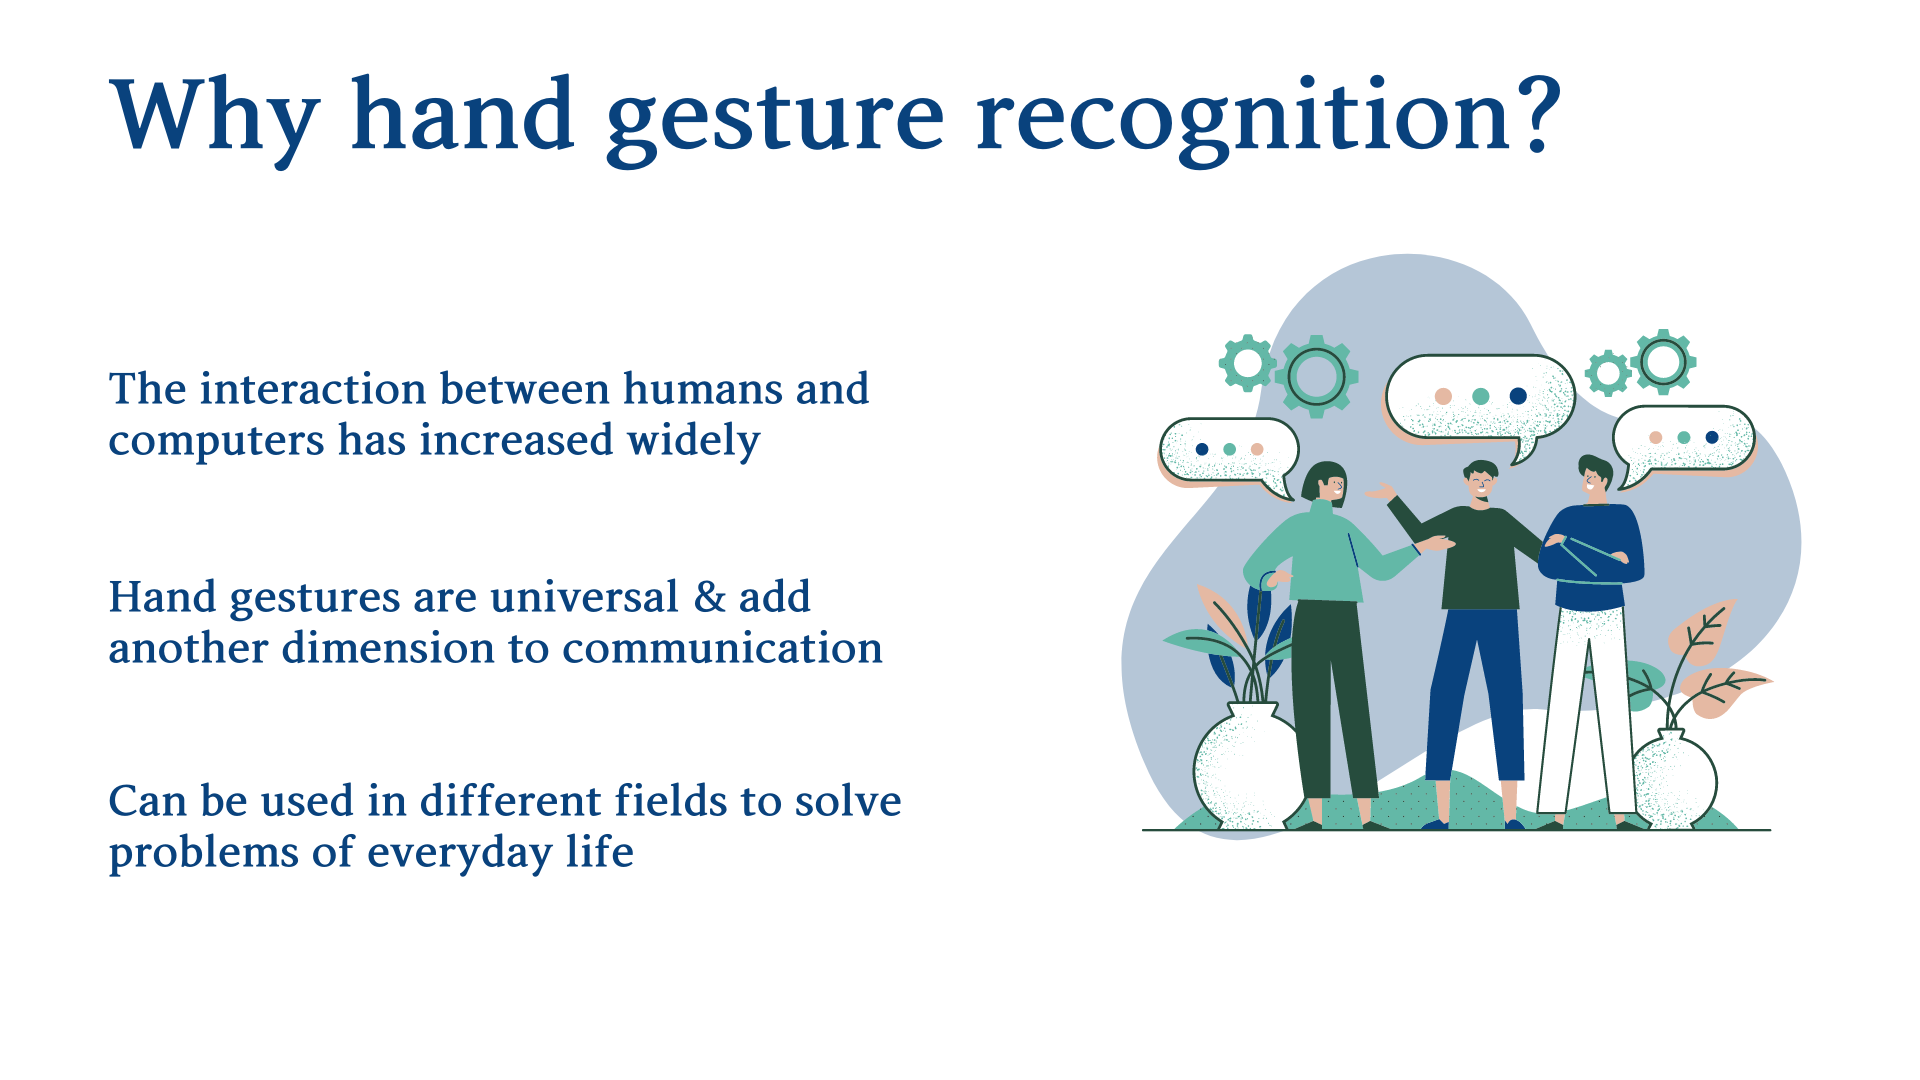 Why hand gesture recognition?
The interaction between humans and
computers has increased widely
Hand gestures are universal & add
another dimension to communication
Can be used in different fields to solve
problems of everyday life